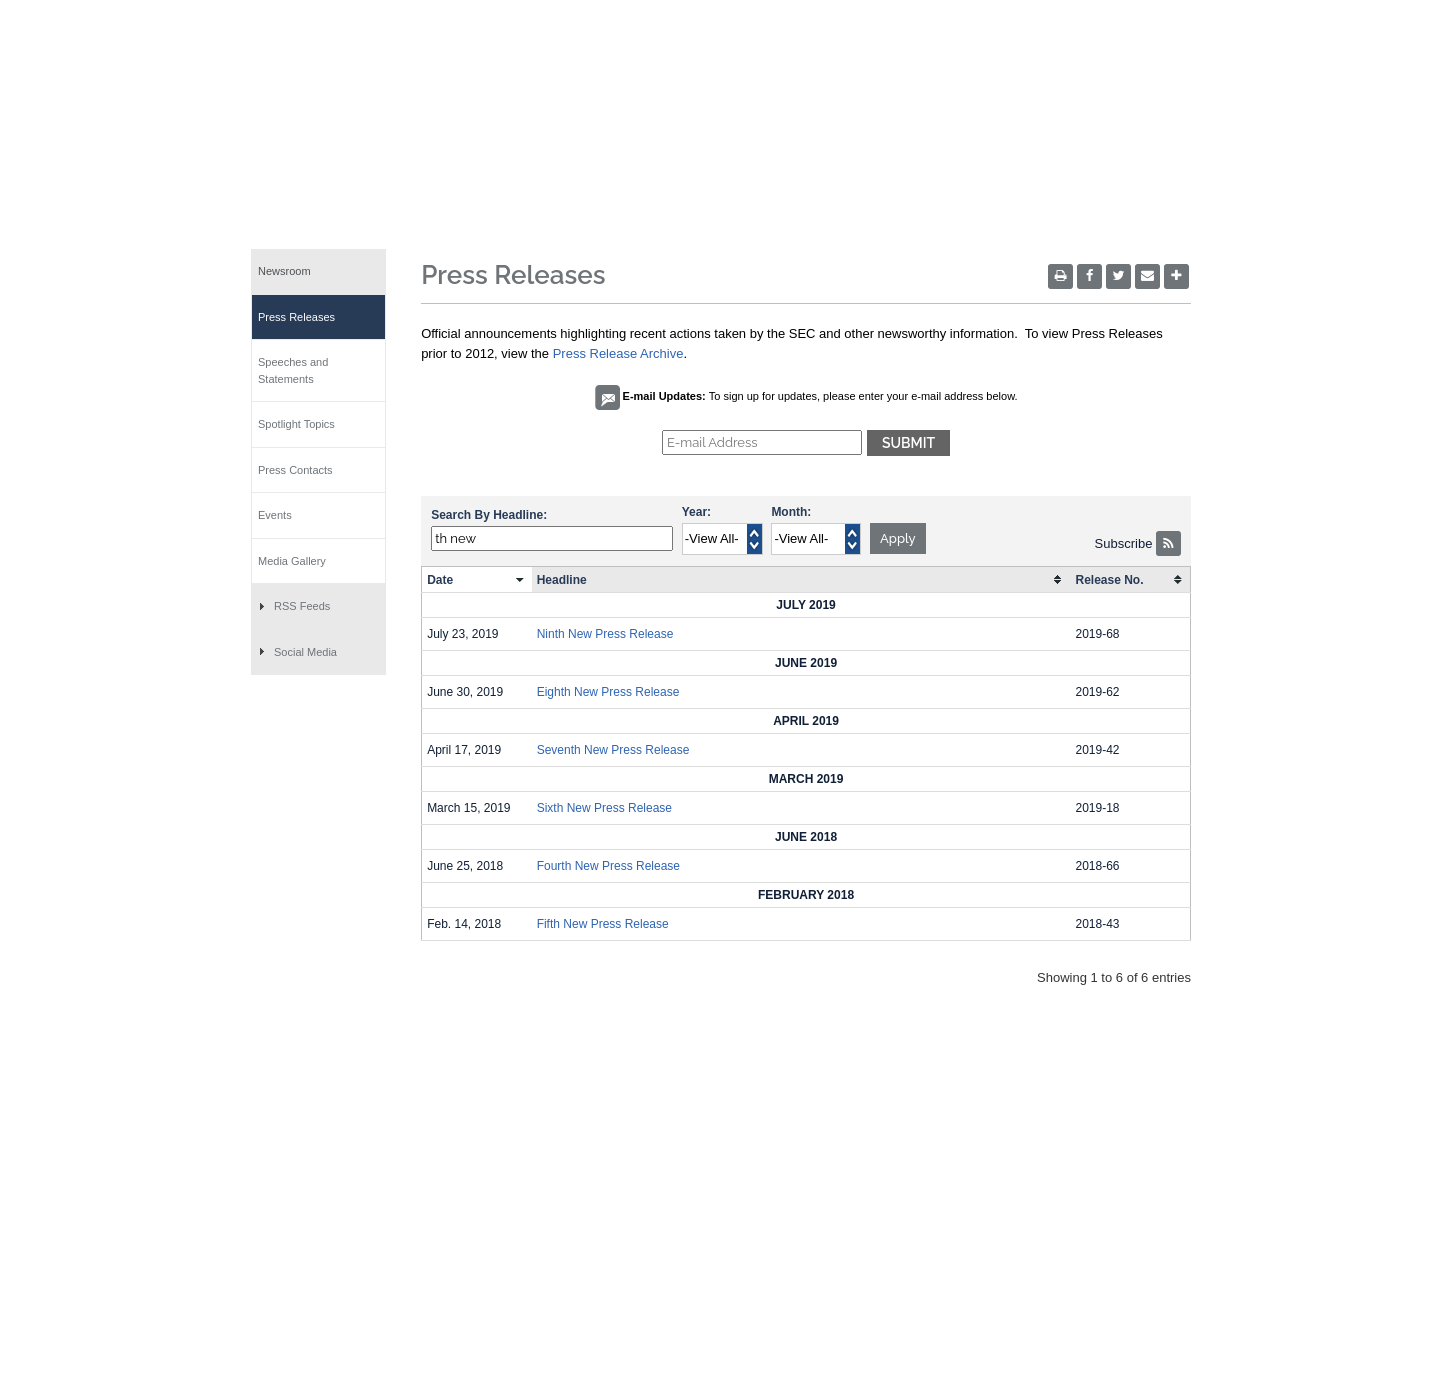 Newsroom
Press Releases
Speeches and
Statements
Spotlight Topics
Press Contacts
Events
Media Gallery
RSS Feeds
Social Media
Press Releases
Official announcements highlighting recent actions taken by the SEC and other newsworthy information.  To view Press Releases
prior to 2012, view the Press Release Archive.
E-mail Updates: To sign up for updates, please enter your e-mail address below.
E-mail Address SUBMIT
Search By Headline: Year: Month:
th new -View All- -View All- Apply Subscribe
Date Headline Release No.
JULY 2019
July 23, 2019 Ninth New Press Release 2019-68
JUNE 2019
June 30, 2019 Eighth New Press Release 2019-62
APRIL 2019
April 17, 2019 Seventh New Press Release 2019-42
MARCH 2019
March 15, 2019 Sixth New Press Release 2019-18
JUNE 2018
June 25, 2018 Fourth New Press Release 2018-66
FEBRUARY 2018
Feb. 14, 2018 Fifth New Press Release 2018-43
Showing 1 to 6 of 6 entries